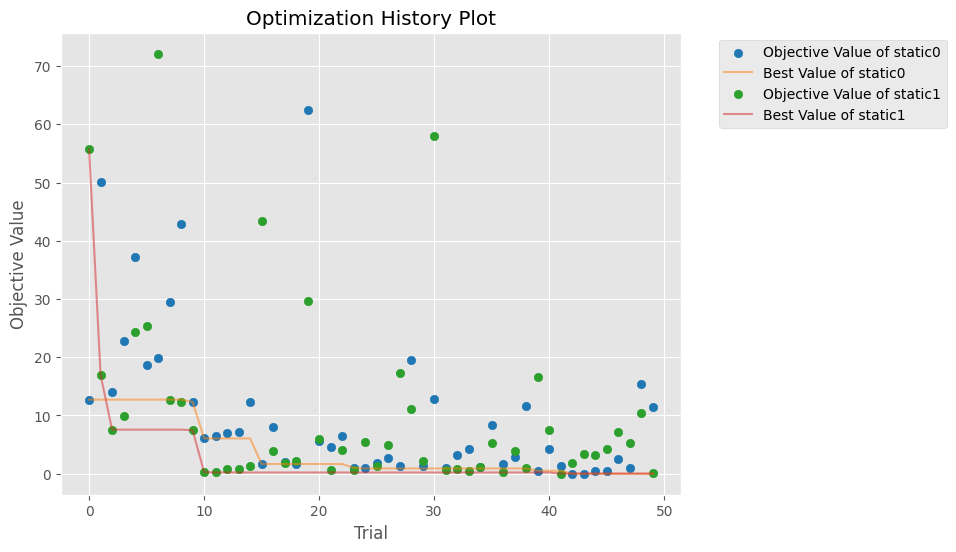 Optimization History Plot
Objective Value of static0
Best Value of static0
Objective Value of static1
Best Value of static1
70
60
50
40
30
20
10
0
Objective Value
0
10
20
30
40
50
Trial